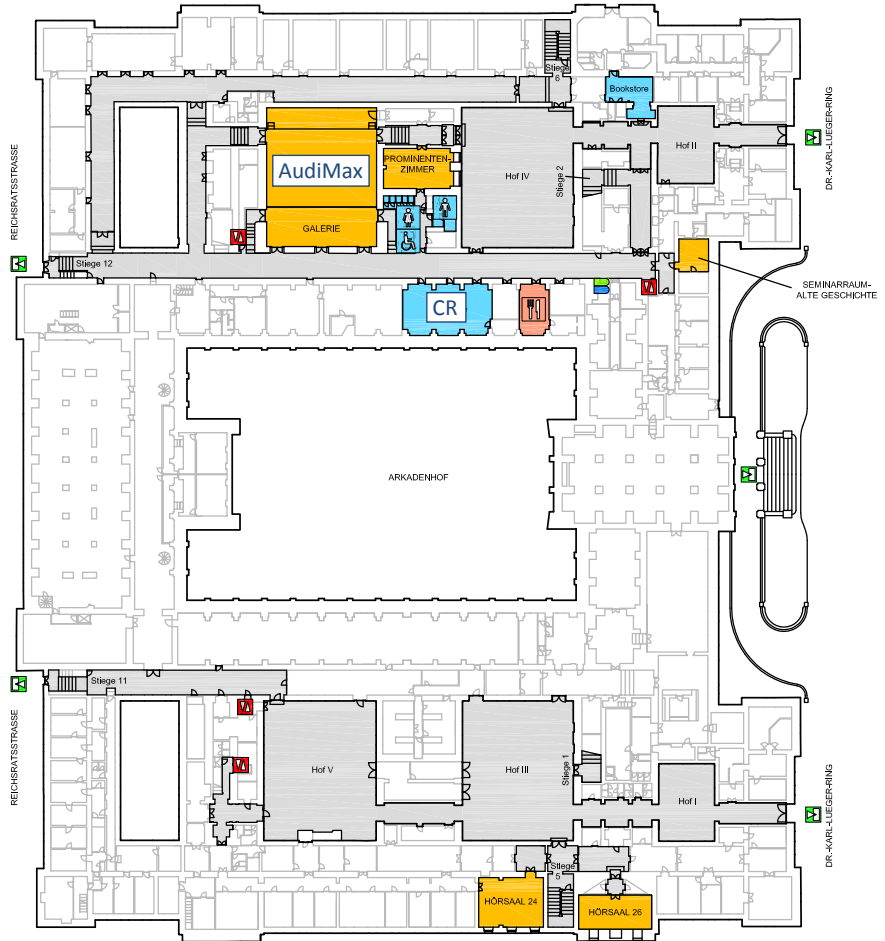 Stiege
6
Bookstore
DR.-KARL-LUEGER-RING
Hof II
AudiMax
PROMINENTEN-
ZIMMER
Hof IV
Stiege 2
REICHSRATSSTRASSE
GALERIE
Stiege 12
SEMINARRAUM-
ALTE GESCHICHTE
CR
ARKADENHOF
Stiege 11
REICHSRATSSTRASSE
Hof V
Hof III
Stiege 1
Hof I
DR.-KARL-LUEGER-RING
Stiege
5
HÖRSAAL 24
HÖRSAAL 26